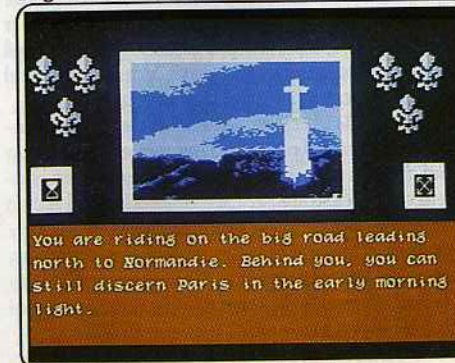 You are riding on the big road leading
north to Normandie. Behind you, you can
still discern Paris in the early morning
light.